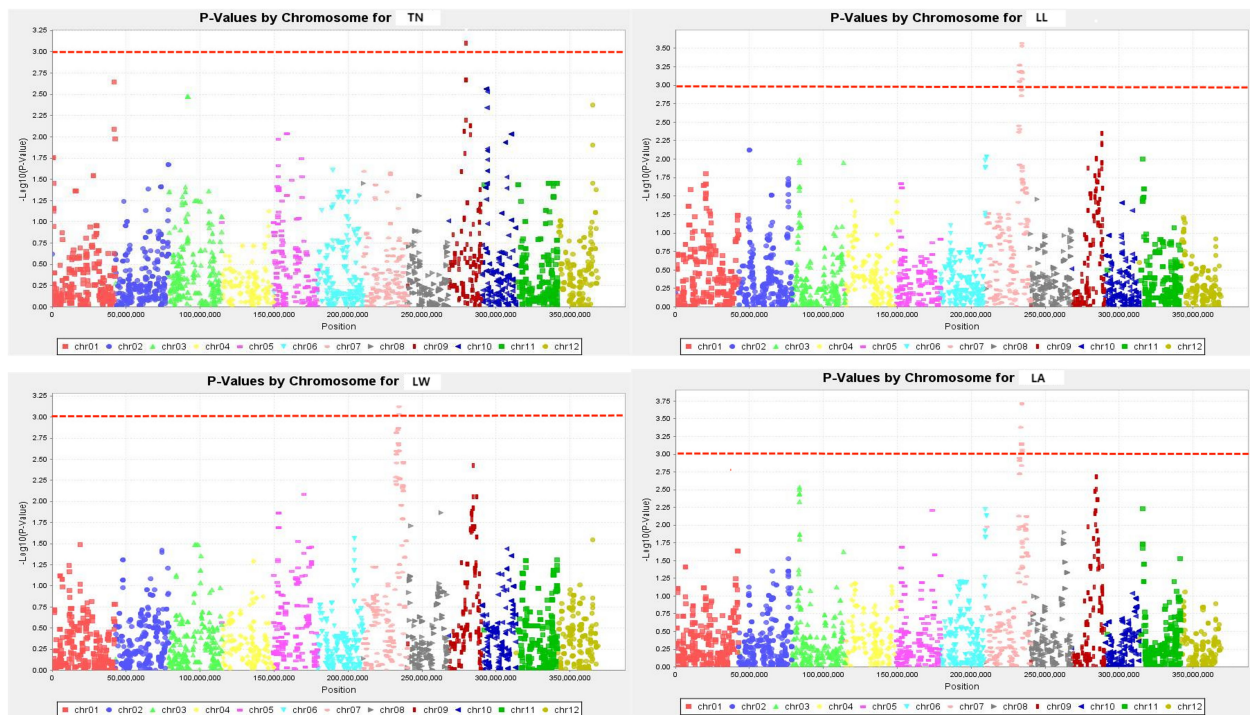 P-Values by Chromosome for TN
-Log10(P-Value)
3.25
3.00
2.75
2.50
2.25
2.00
1.75
1.50
1.25
1.00
0.75
0.50
0.25
0.00
0 50,000,000 100,000,000 150,000,000 200,000,000 250,000,000 300,000,000 350,000,000
Position
chr01 chr02 chr03 chr04 chr05 chr06 chr07 chr08 chr09 chr10 chr11 chr12
P-Values by Chromosome for LL
-Log10(P-Value)
3.50
3.25
3.00
2.75
2.50
2.25
2.00
1.75
1.50
1.25
1.00
0.75
0.50
0.25
0.00
0 50,000,000 100,000,000 150,000,000 200,000,000 250,000,000 300,000,000 350,000,000
Position
chr01 chr02 chr03 chr04 chr05 chr06 chr07 chr08 chr09 chr10 chr11 chr12
P-Values by Chromosome for LW
-Log10(P-Value)
3.25
3.00
2.75
2.50
2.25
2.00
1.75
1.50
1.25
1.00
0.75
0.50
0.25
0.00
0 50,000,000 100,000,000 150,000,000 200,000,000 250,000,000 300,000,000 350,000,000
Position
chr01 chr02 chr03 chr04 chr05 chr06 chr07 chr08 chr09 chr10 chr11 chr12
P-Values by Chromosome for LA
-Log10(P-Value)
3.75
3.50
3.25
3.00
2.75
2.50
2.25
2.00
1.75
1.50
1.25
1.00
0.75
0.50
0.25
0.00
0 50,000,000 100,000,000 150,000,000 200,000,000 250,000,000 300,000,000 350,000,000
Position
chr01 chr02 chr03 chr04 chr05 chr06 chr07 chr08 chr09 chr10 chr11 chr12